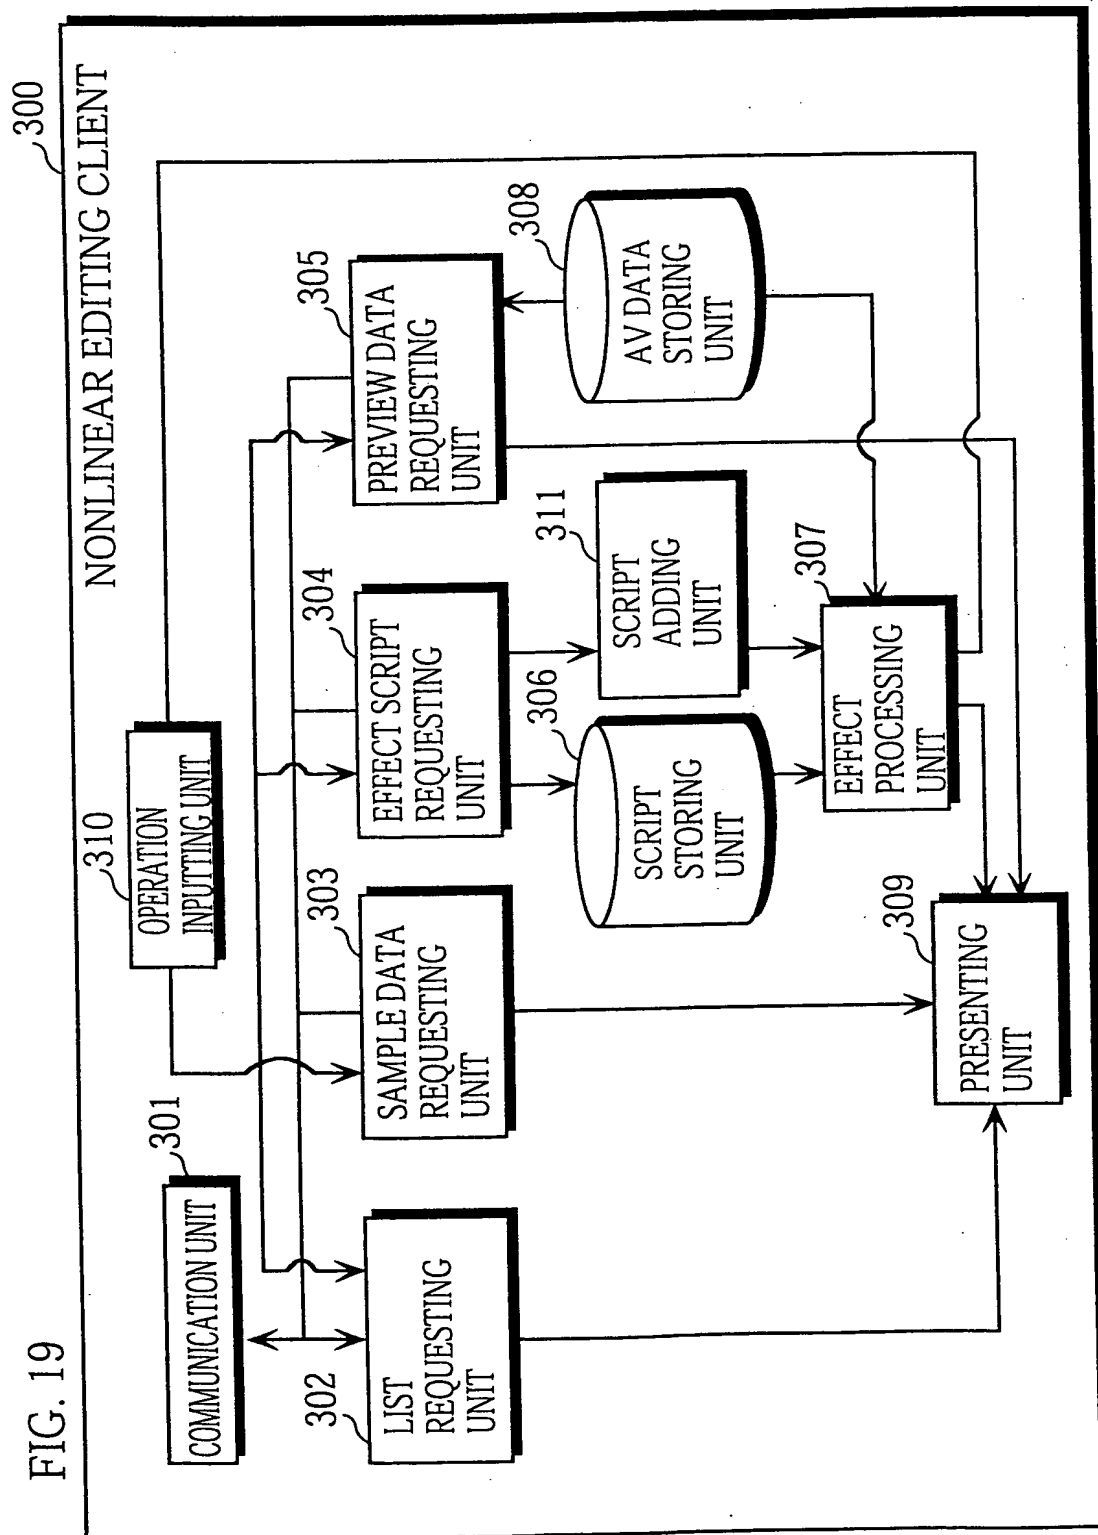 FIG. 19
300
NONLINEAR EDITING CLIENT
301
COMMUNICATION UNIT
310
OPERATION
INPUTTING UNIT
302
LIST
REQUESTING
UNIT
303
SAMPLE DATA
REQUESTING
UNIT
304
EFFECT SCRIPT
REQUESTING
UNIT
305
PREVIEW DATA
REQUESTING
UNIT
306
SCRIPT
STORING
UNIT
311
SCRIPT
ADDING
UNIT
308
AV DATA
STORING
UNIT
307
EFFECT
PROCESSING
UNIT
309
PRESENTING
UNIT